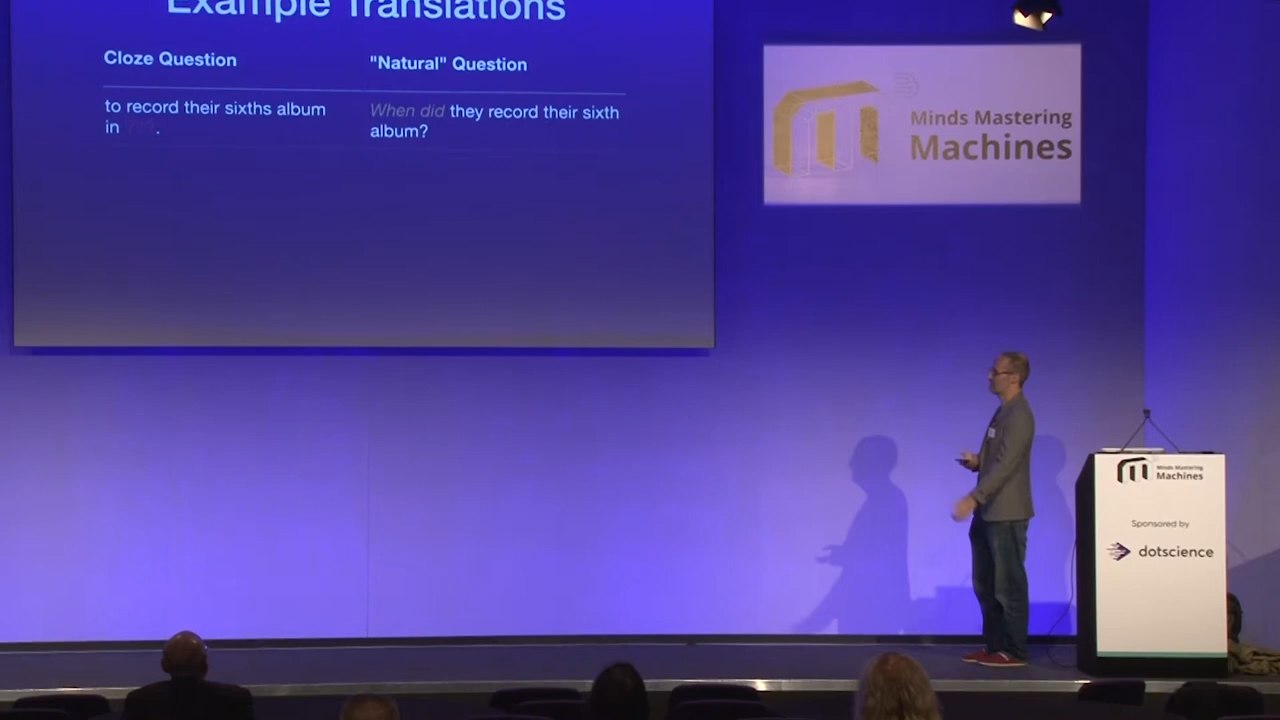 Example Translations
Cloze Question
"Natural" Question
to record their sixths album
in ???.
When did they record their sixth
album?
Minds Mastering
Machines
Minds Mastering
Machines
Sponsored by
dotscience